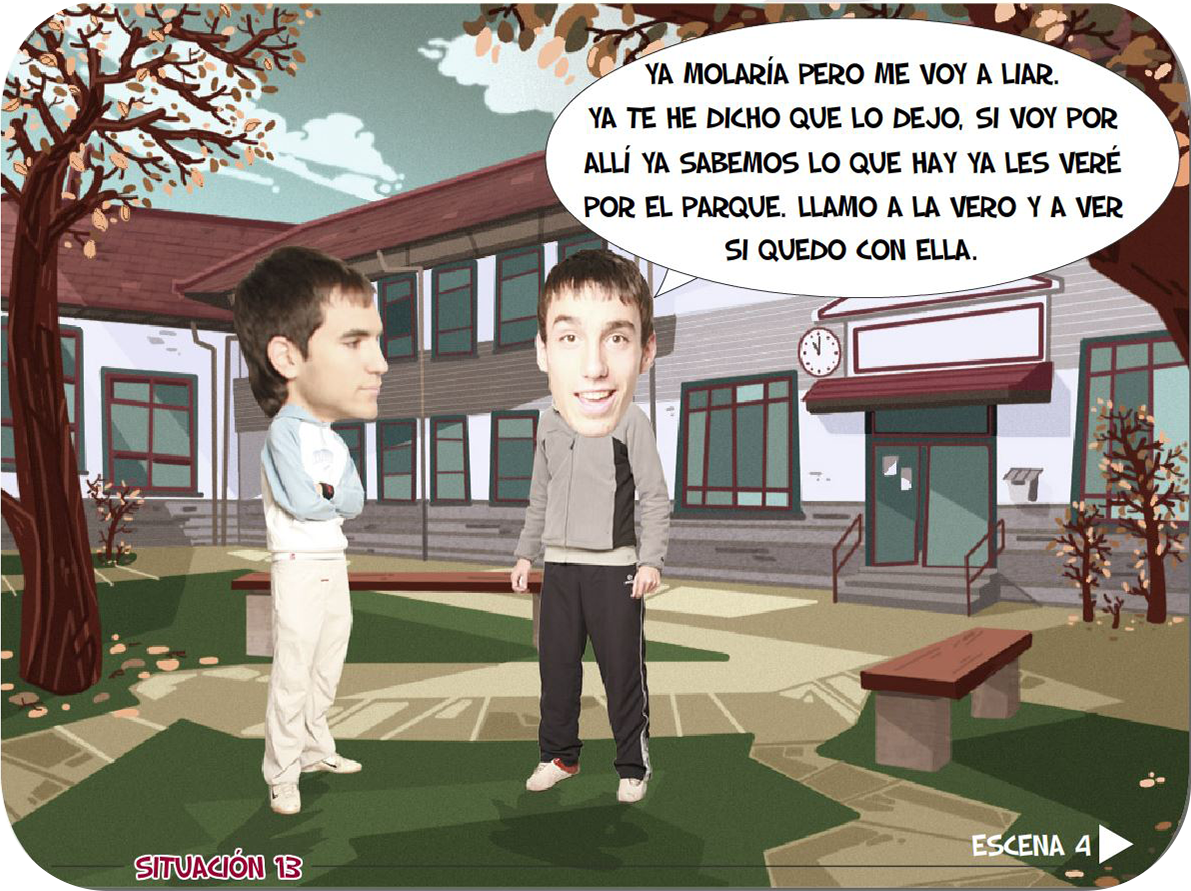 YA MOLARÍA PERO ME VOY A LIAR.
YA TE HE DICHO QUE LO DEJO, SI VOY POR
ALLÍ YA SABEMOS LO QUE HAY YA LES VERÉ
POR EL PARQUE. LLAMO A LA VERO Y A VER
SI QUEDO CON ELLA.
ESCENA 4
SITUACIÓN 13